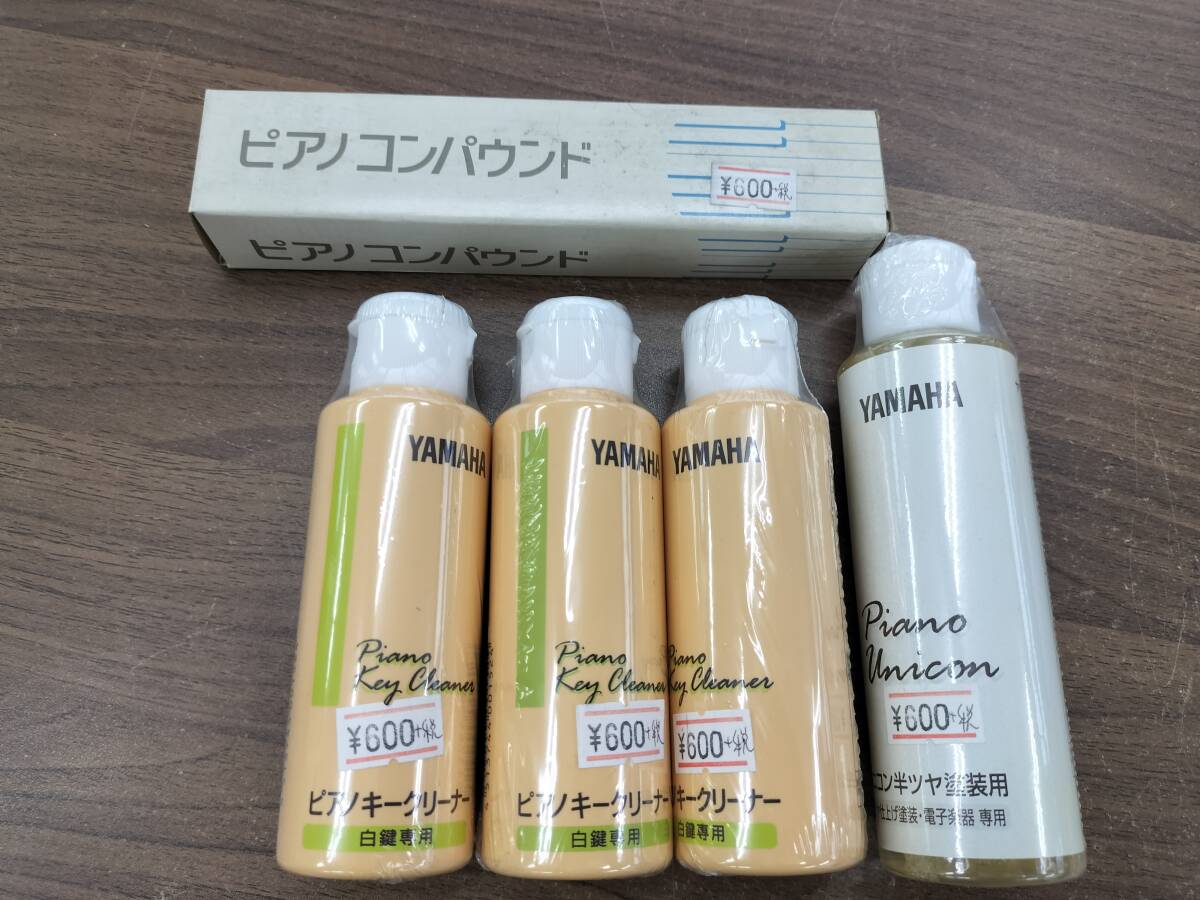 ピアノコンパウンド
¥600+税
ピアノコンパウンド
YAMAHA
Piano
Key Cleaner
¥600+税
ピアノキークリーナー
白鍵専用
YAMAHA
Piano
Key Cleaner
¥600+税
ピアノキークリーナー
白鍵専用
YAMAHA
Piano
Key Cleaner
¥600+税
キークリーナー
白鍵専用
YAMAHA
Piano
Unicon
¥600+税
コン半ツヤ塗装用
仕上げ塗装・電子楽器 専用